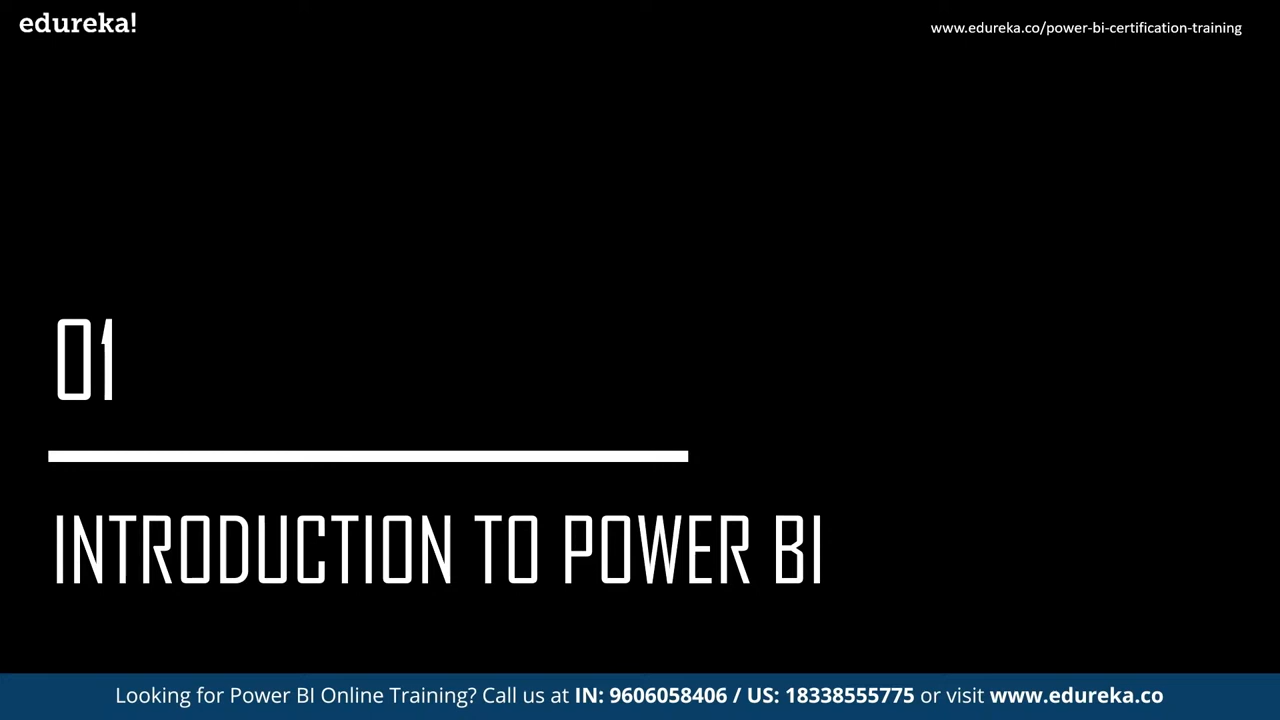 edureka!
www.edureka.co/power-bi-certification-training
01
INTRODUCTION TO POWER BI
Looking for Power BI Online Training? Call us at IN: 9606058406 / US: 18338555775 or visit www.edureka.co